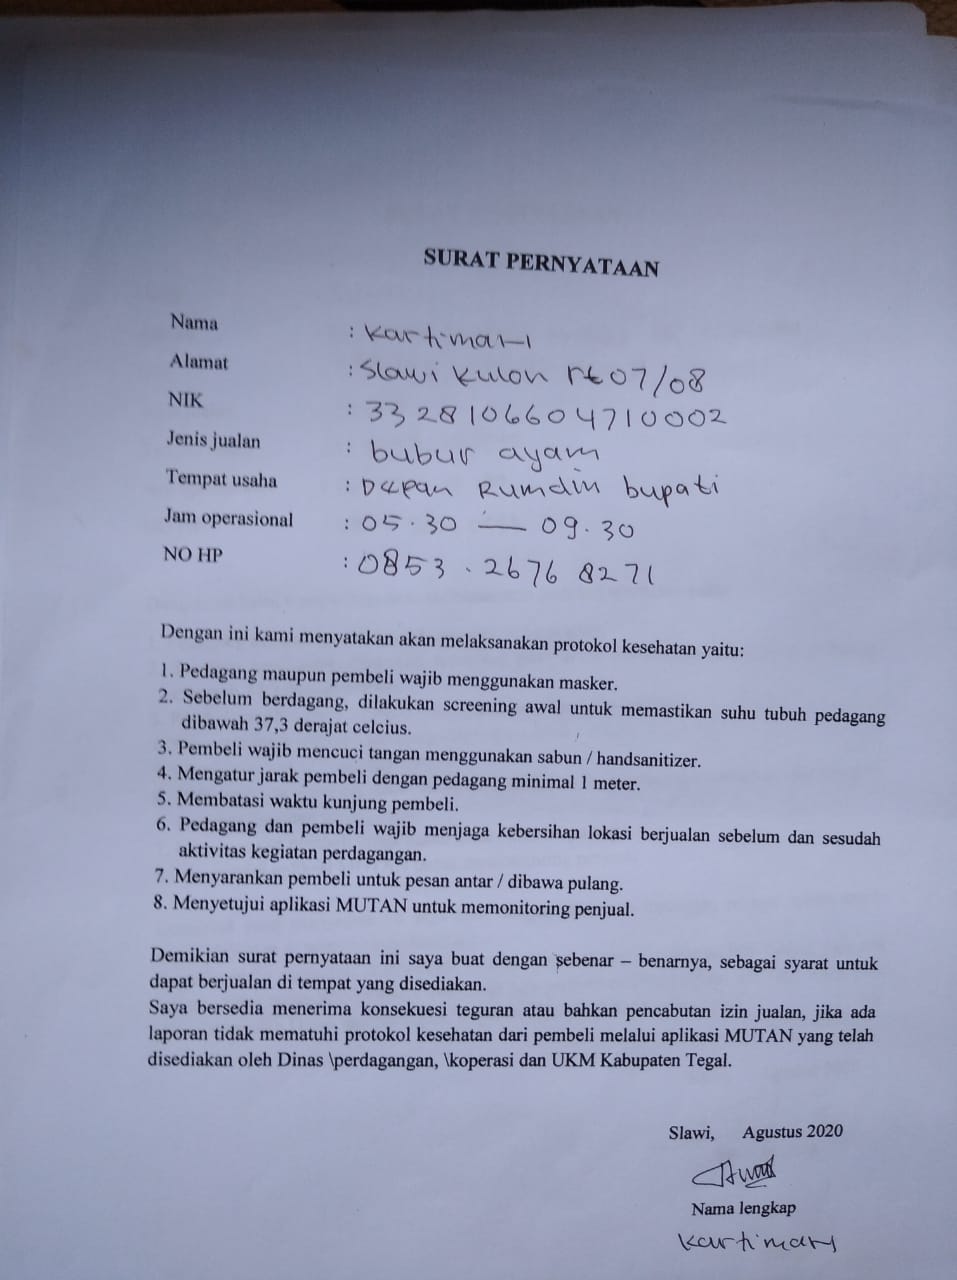 SURAT PERNYATAAN
Nama : Kartimah
Alamat : Slawi Kulon rt 07/08
NIK : 3328106604710002
Jenis jualan : bubur ayam
Tempat usaha : Depan Rumdin bupati
Jam operasional : 05.30 — 09.30
NO HP : 0853.2676 8271
Dengan ini kami menyatakan akan melaksanakan protokol kesehatan yaitu:
1. Pedagang maupun pembeli wajib menggunakan masker.
2. Sebelum berdagang, dilakukan screening awal untuk memastikan suhu tubuh pedagang
dibawah 37,3 derajat celcius.
3. Pembeli wajib mencuci tangan menggunakan sabun / handsanitizer.
4. Mengatur jarak pembeli dengan pedagang minimal 1 meter.
5. Membatasi waktu kunjung pembeli.
6. Pedagang dan pembeli wajib menjaga kebersihan lokasi berjualan sebelum dan sesudah
aktivitas kegiatan perdagangan.
7. Menyarankan pembeli untuk pesan antar / dibawa pulang.
8. Menyetujui aplikasi MUTAN untuk memonitoring penjual.
Demikian surat pernyataan ini saya buat dengan sebenar – benarnya, sebagai syarat untuk
dapat berjualan di tempat yang disediakan.
Saya bersedia menerima konsekuesi teguran atau bahkan pencabutan izin jualan, jika ada
laporan tidak mematuhi protokol kesehatan dari pembeli melalui aplikasi MUTAN yang telah
disediakan oleh Dinas \perdagangan, \koperasi dan UKM Kabupaten Tegal.
Slawi, Agustus 2020
Nama lengkap
Kartimah